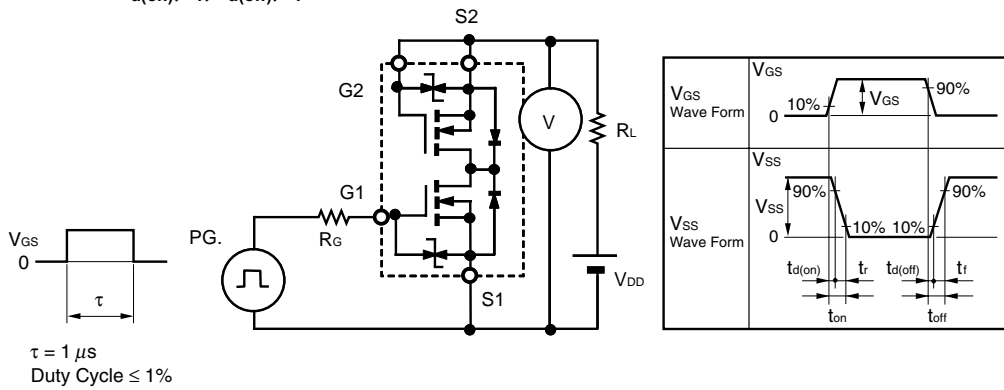 S2
G2
G1
V
RL
PG.
RG
VDD
S1
VGS
0
τ
τ = 1 μs
Duty Cycle ≤ 1%
VGS
Wave Form
VGS
10%
VGS
90%
0
VSS
Wave Form
VSS
90%
VSS
0
10% 10%
90%
td(on) tr td(off) tf
ton toff